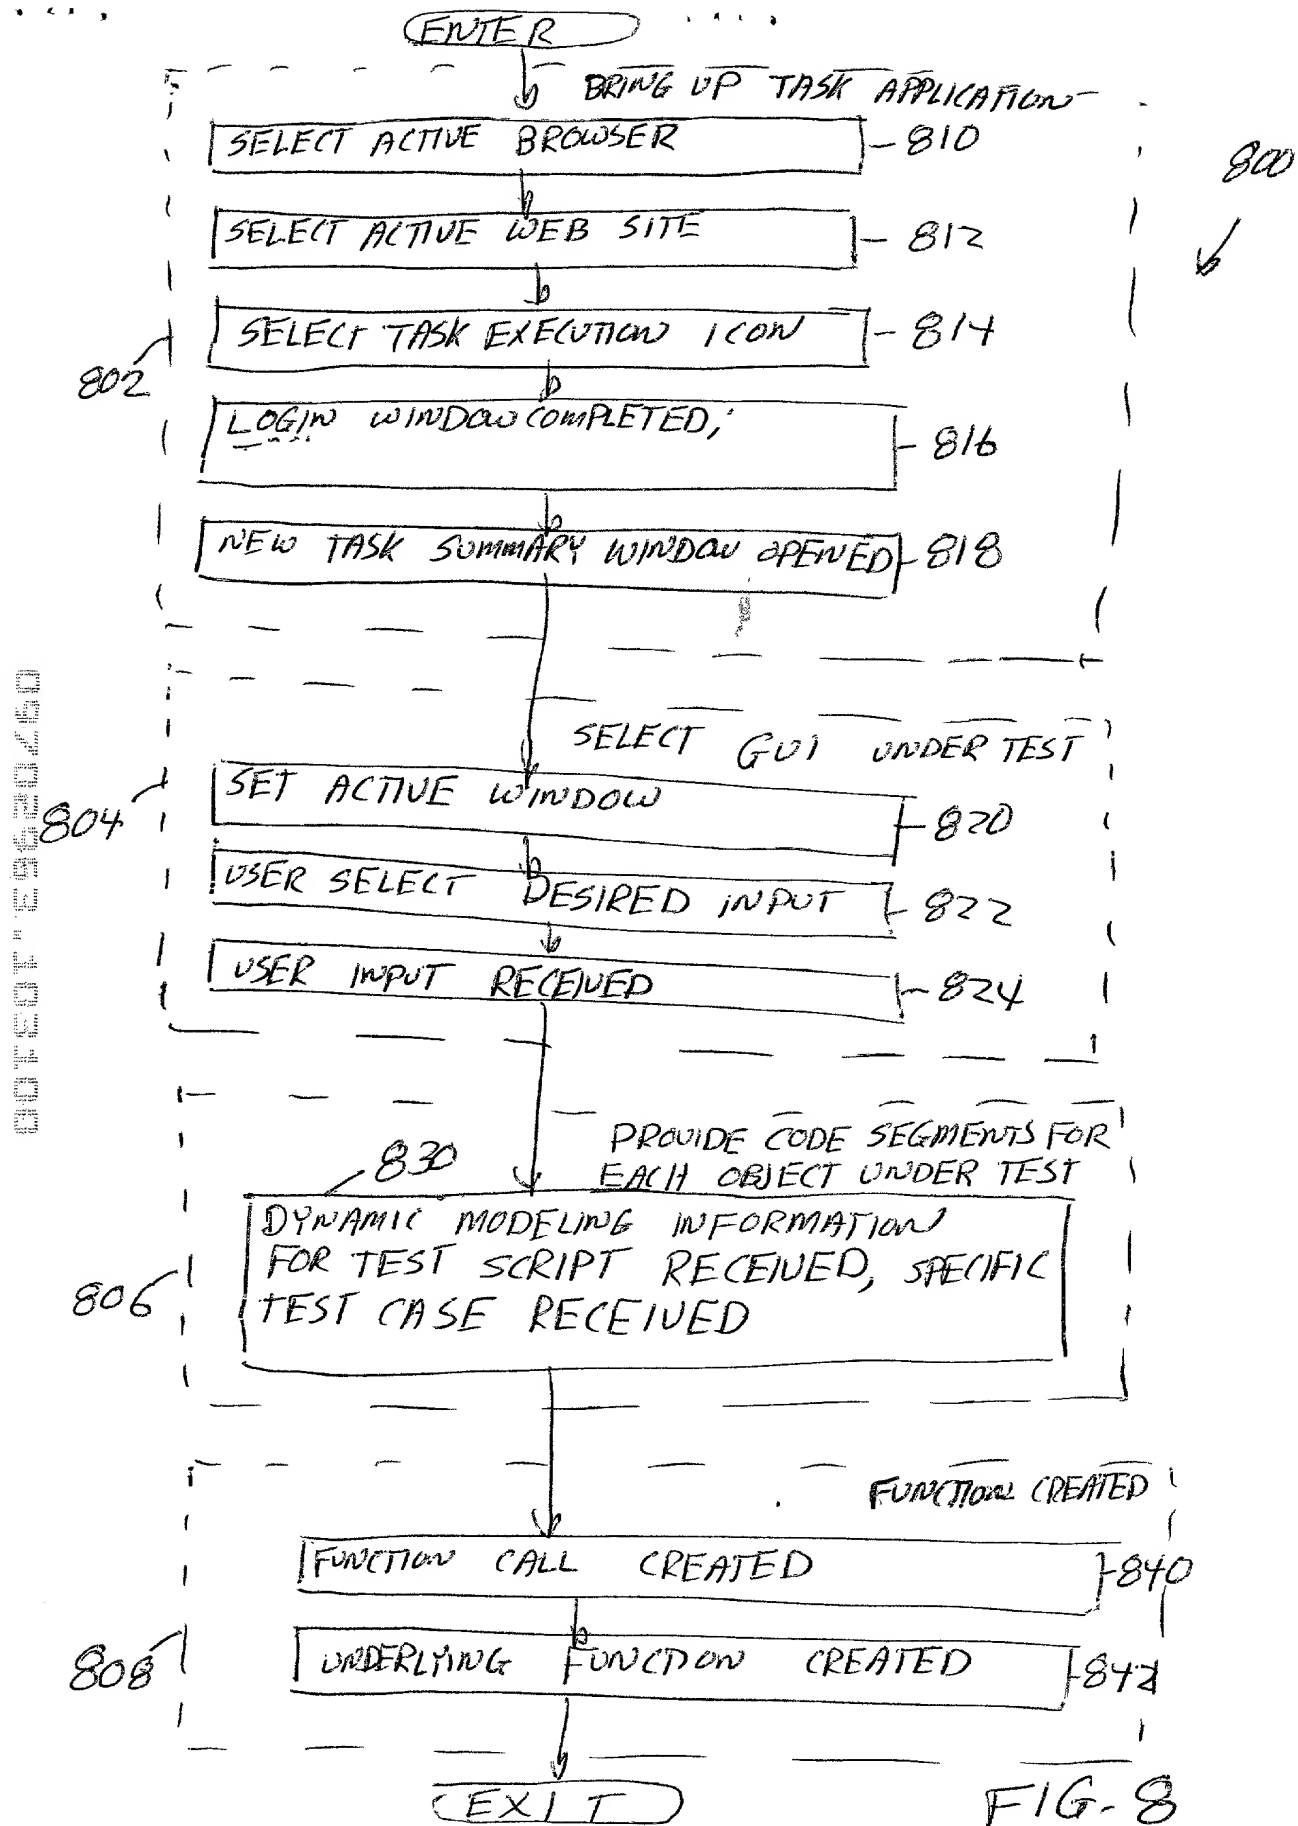 ENTER
BRING UP TASK APPLICATION
SELECT ACTIVE BROWSER
810
800
SELECT ACTIVE WEB SITE
812
SELECT TASK EXECUTION ICON
814
802
LOGIN WINDOW COMPLETED;
816
NEW TASK SUMMARY WINDOW OPENED
818
SELECT GUI UNDER TEST
SET ACTIVE WINDOW
804
820
USER SELECT DESIRED INPUT
822
USER INPUT RECEIVED
824
PROVIDE CODE SEGMENTS FOR
EACH OBJECT UNDER TEST
830
DYNAMIC MODELING INFORMATION
FOR TEST SCRIPT RECEIVED, SPECIFIC
TEST CASE RECEIVED
806
FUNCTION CREATED
FUNCTION CALL CREATED
840
UNDERLYING FUNCTION CREATED
808
EXIT
FIG. 8